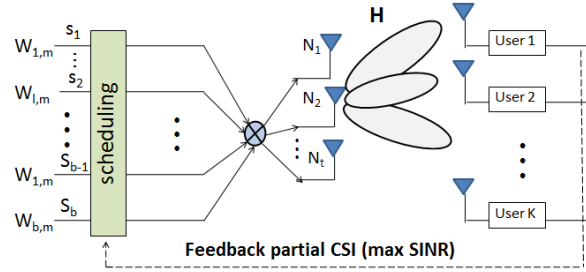 W1,m S1
...
Wl,m S2
W1,m Sb-1
Wb,m Sb
scheduling
N1
N2
...
Nt
H
User 1
User 2
User K
Feedback partial CSI (max SINR)